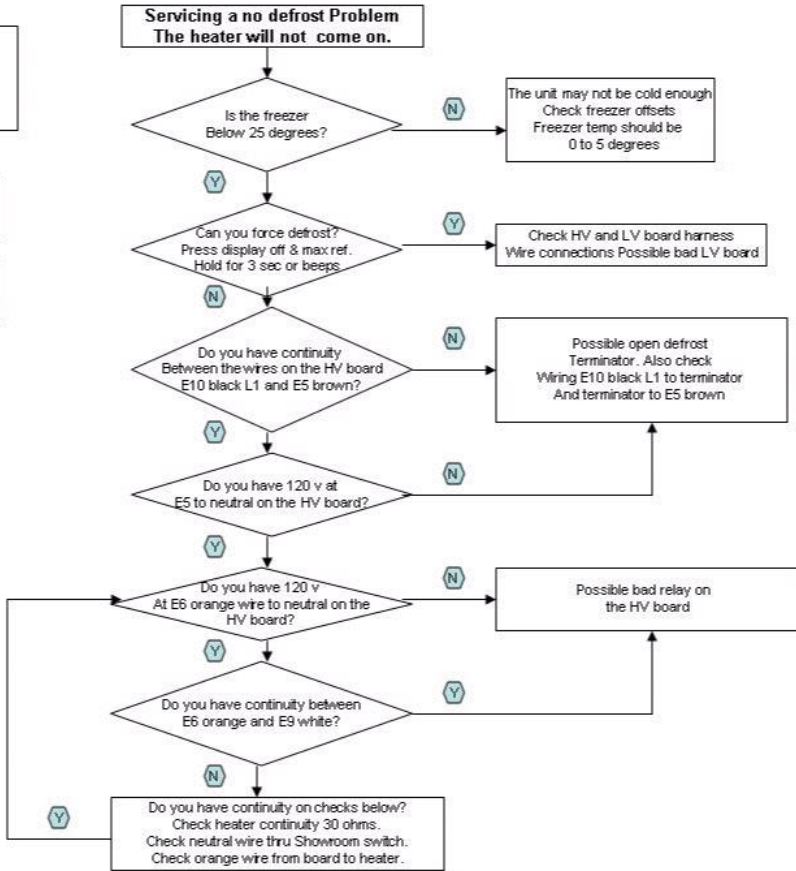 Servicing a no defrost Problem
The heater will not come on.
Is the freezer
Below 25 degrees?
N
The unit may not be cold enough
Check freezer offsets
Freezer temp should be
0 to 5 degrees
Y
Can you force defrost?
Press display off & max ref.
Hold for 3 sec or beeps
Y
Check HV and LV board harness
Wire connections Possible bad LV board
N
Do you have continuity
Between the wires on the HV board
E10 black L1 and E5 brown?
N
Possible open defrost
Terminator. Also check
Wiring E10 black L1 to terminator
And terminator to E5 brown
Y
Do you have 120 v at
E5 to neutral on the HV board?
N
Y
Do you have 120 v
At E6 orange wire to neutral on the
HV board?
N
Possible bad relay on
the HV board
Y
Do you have continuity between
E6 orange and E9 white?
Y
N
Do you have continuity on checks below?
Check heater continuity 30 ohms.
Check neutral wire thru Showroom switch.
Check orange wire from board to heater.
Y